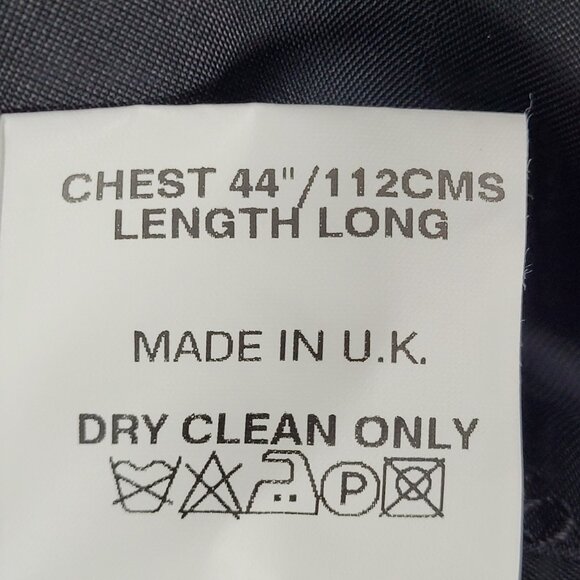 CHEST 44"/112CMS
LENGTH LONG
MADE IN U.K.
DRY CLEAN ONLY
P